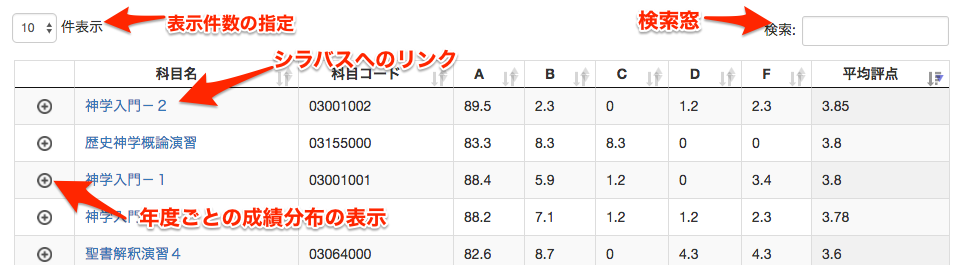 10 件表示 表示件数の指定 検索窓
検索:
シラバスへのリンク
科目名 科目コード A B C D F 平均評点
神学入門－２ 03001002 89.5 2.3 0 1.2 2.3 3.85
歴史神学概論演習 03155000 83.3 8.3 8.3 0 0 3.8
神学入門－１ 03001001 88.4 5.9 1.2 0 3.4 3.8
神学入門 88.2 7.1 1.2 1.2 2.3 3.78
年度ごとの成績分布の表示
聖書解釈演習４ 03064000 82.6 8.7 0 4.3 4.3 3.6